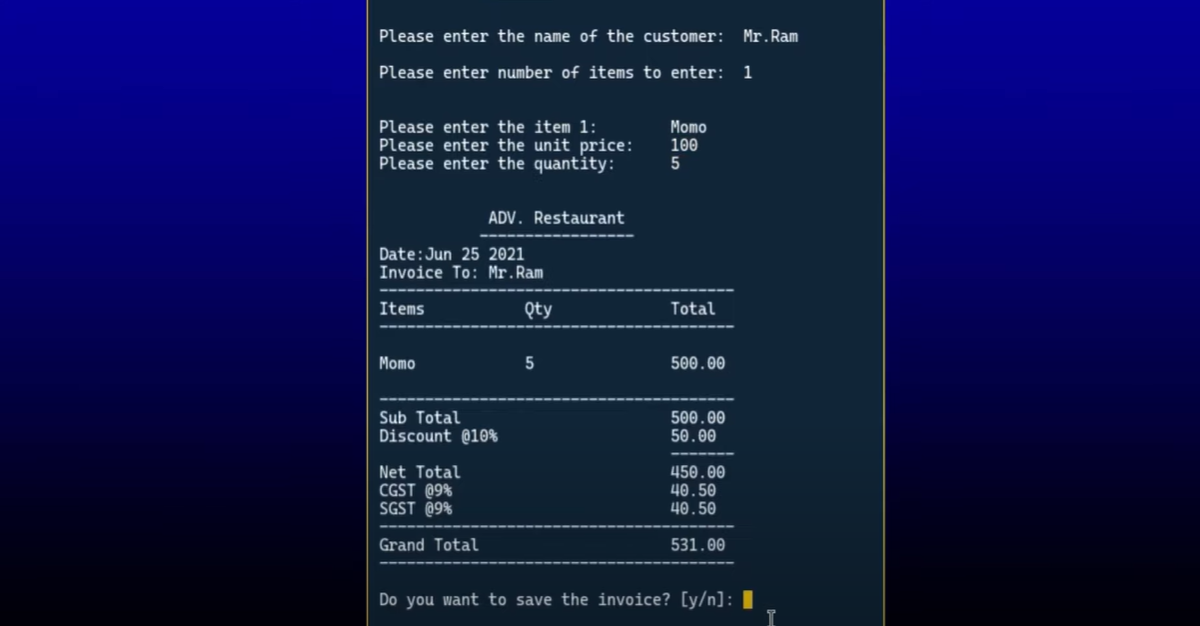 Please enter the name of the customer: Mr.Ram
Please enter number of items to enter: 1
Please enter the item 1: Momo
Please enter the unit price: 100
Please enter the quantity: 5
ADV. Restaurant
-----------------
Date:Jun 25 2021
Invoice To: Mr.Ram
---------------------------------------
Items Qty Total
---------------------------------------
Momo 5 500.00
---------------------------------------
Sub Total 500.00
Discount @10% 50.00
-------
Net Total 450.00
CGST @9% 40.50
SGST @9% 40.50
---------------------------------------
Grand Total 531.00
---------------------------------------
Do you want to save the invoice? [y/n]: